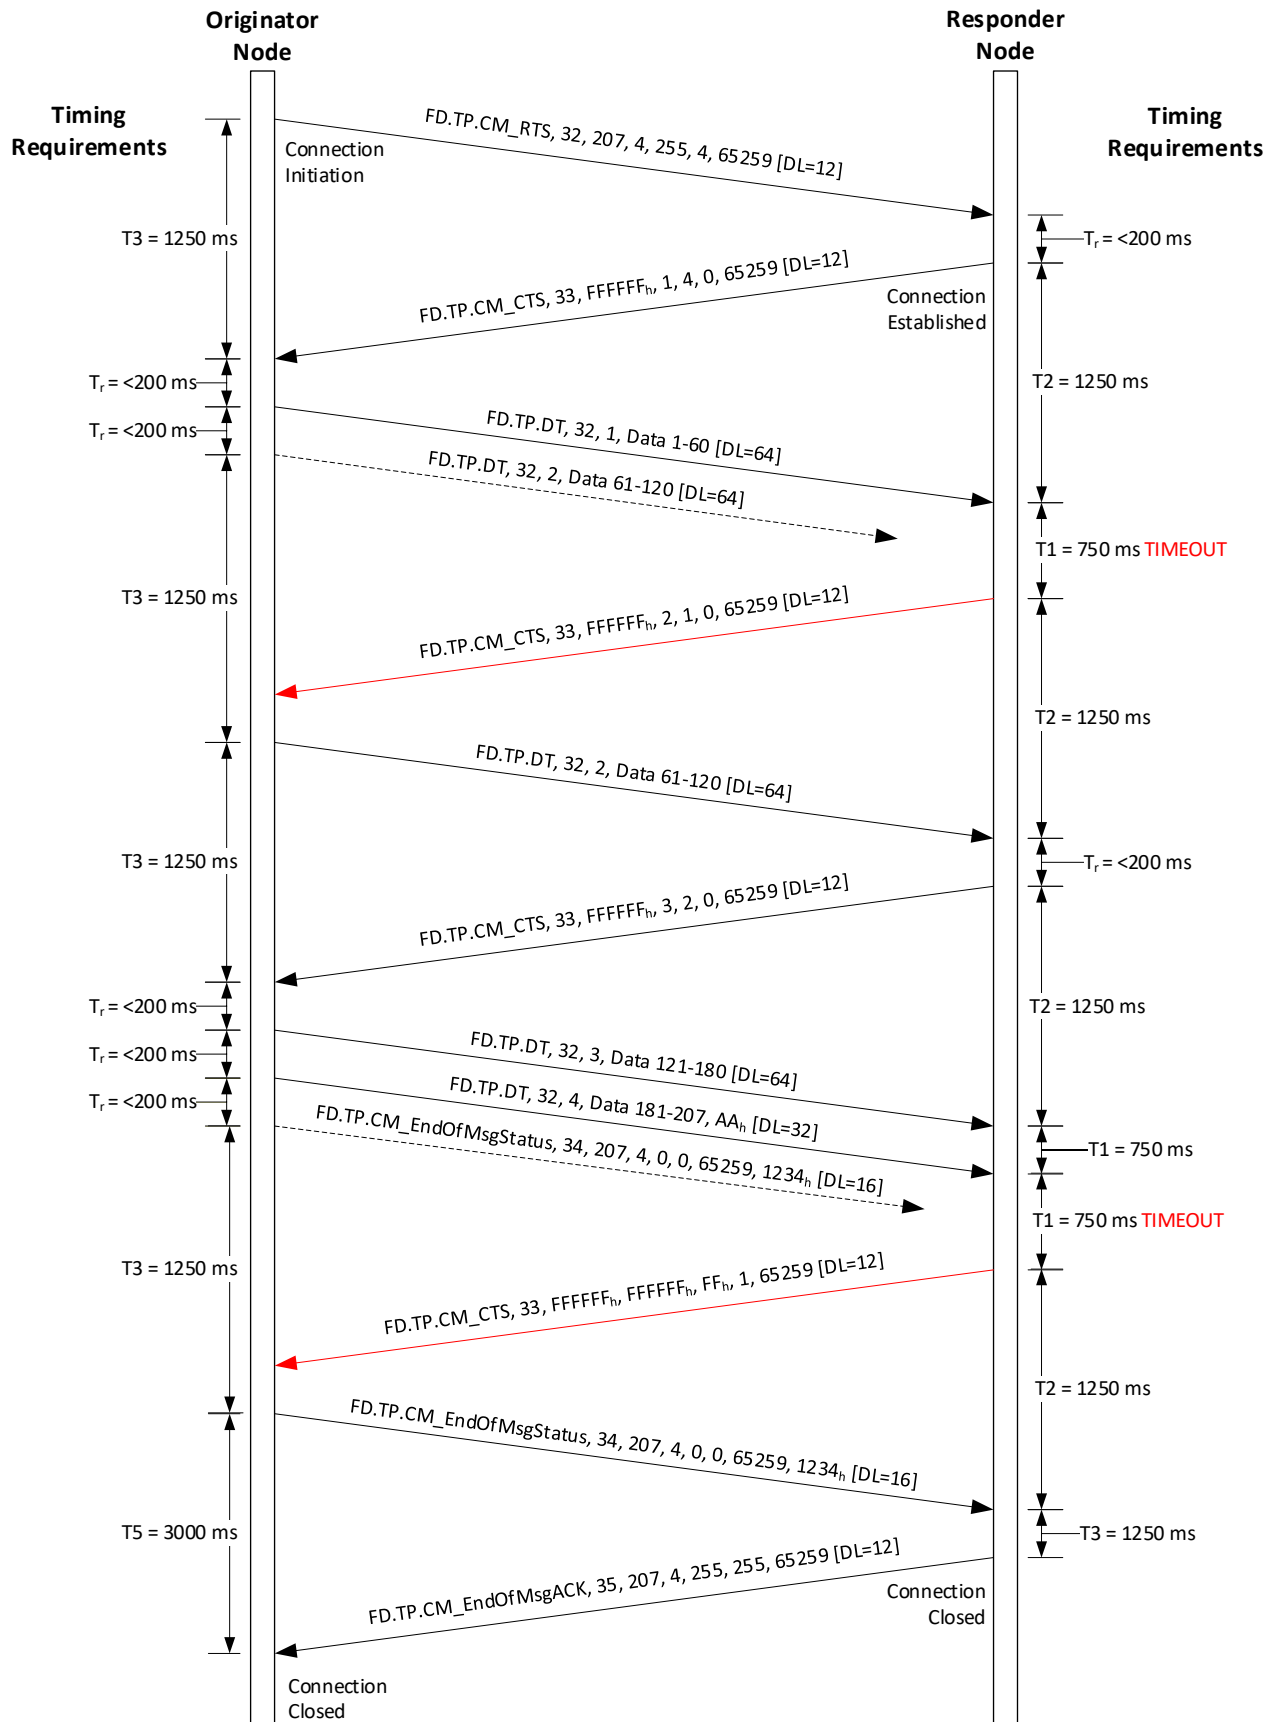 Originator
Node
Responder
Node
Timing
Requirements
Timing
Requirements
FD.TP.CM_RTS, 32, 207, 4, 255, 4, 65259 [DL=12]
Connection
Initiation
T3 = 1250 ms
Tr = <200 ms
FD.TP.CM_CTS, 33, FFFFFFh, 1, 4, 0, 65259 [DL=12]
Connection
Established
Tr = <200 ms
T2 = 1250 ms
Tr = <200 ms
FD.TP.DT, 32, 1, Data 1-60 [DL=64]
FD.TP.DT, 32, 2, Data 61-120 [DL=64]
T1 = 750 ms TIMEOUT
T3 = 1250 ms
FD.TP.CM_CTS, 33, FFFFFFh, 2, 1, 0, 65259 [DL=12]
T2 = 1250 ms
FD.TP.DT, 32, 2, Data 61-120 [DL=64]
T3 = 1250 ms
Tr = <200 ms
FD.TP.CM_CTS, 33, FFFFFFh, 3, 2, 0, 65259 [DL=12]
Tr = <200 ms
T2 = 1250 ms
Tr = <200 ms
FD.TP.DT, 32, 3, Data 121-180 [DL=64]
Tr = <200 ms
FD.TP.DT, 32, 4, Data 181-207, AAh [DL=32]
FD.TP.CM_EndOfMsgStatus, 34, 207, 4, 0, 0, 65259, 1234h [DL=16]
T1 = 750 ms
T1 = 750 ms TIMEOUT
T3 = 1250 ms
FD.TP.CM_CTS, 33, FFFFFFh, FFFFFFh, FFh, 1, 65259 [DL=12]
T2 = 1250 ms
FD.TP.CM_EndOfMsgStatus, 34, 207, 4, 0, 0, 65259, 1234h [DL=16]
T5 = 3000 ms
T3 = 1250 ms
FD.TP.CM_EndOfMsgACK, 35, 207, 4, 255, 255, 65259 [DL=12]
Connection
Closed
Connection
Closed